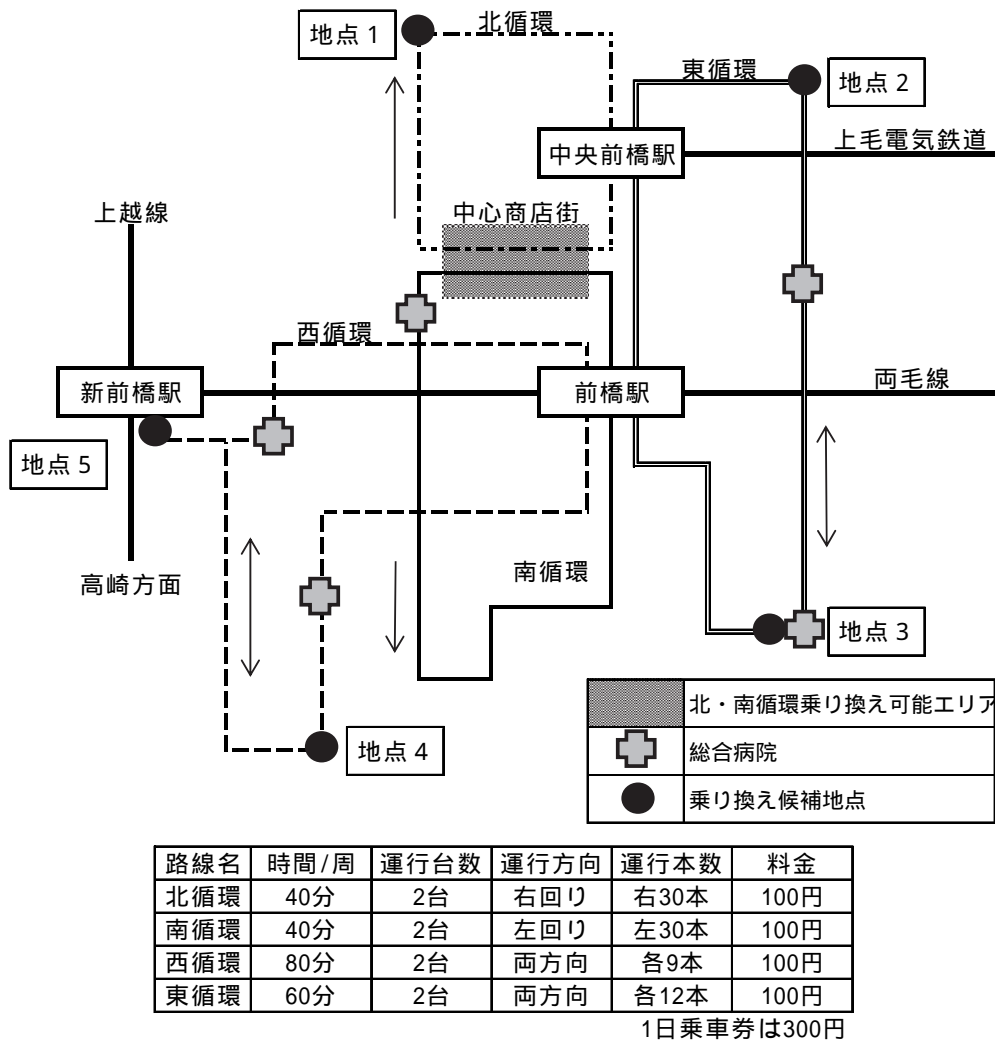 地点1
北循環
東循環
地点2
中央前橋駅
上毛電気鉄道
上越線
中心商店街
西循環
新前橋駅
前橋駅
両毛線
地点5
高崎方面
南循環
地点3
地点4
北・南循環乗り換え可能エリア
総合病院
乗り換え候補地点
路線名 時間/周 運行台数 運行方向 運行本数 料金
北循環 40分 2台 右回り 右30本 100円
南循環 40分 2台 左回り 左30本 100円
西循環 80分 2台 両方向 各9本 100円
東循環 60分 2台 両方向 各12本 100円
1日乗車券は300円